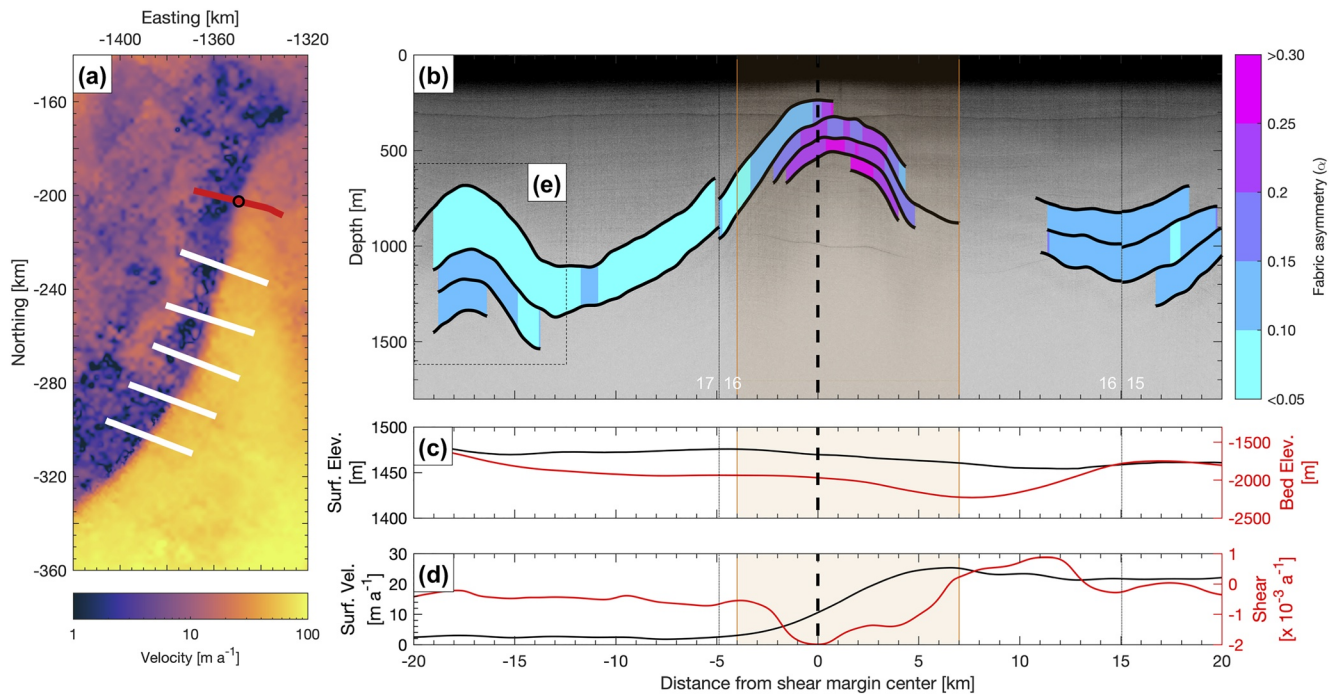 Easting [km]
-1400 -1360 -1320
(a)
-160
-200
-240
-280
-320
-360
Northing [km]
1 10 100
Velocity [m a⁻¹]
(b)
0
500
1000
1500
Depth [m]
(e)
17 16
16 15
>0.30
0.25
0.2
0.15
0.10
<0.05
Fabric asymmetry (α)
(c)
1500
1450
1400
Surf. Elev.
[m]
-1500
-2000
-2500
Bed Elev.
[m]
(d)
30
20
10
0
Surf. Vel.
[m a⁻¹]
1
0
-1
-2
Shear
[x 10⁻³ a⁻¹]
-20 -15 -10 -5 0 5 10 15 20
Distance from shear margin center [km]